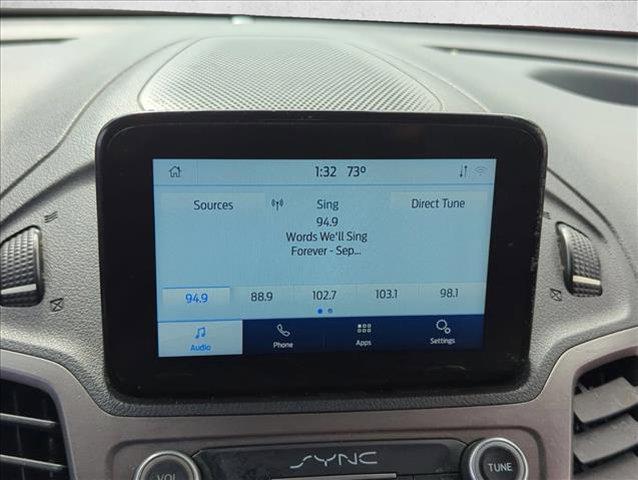 1:32 73°
Sources Sing Direct Tune
94.9
Words We'll Sing
Forever - Sep...
94.9 88.9 102.7 103.1 98.1
Audio Phone Apps Settings
SYNC
VOL TUNE